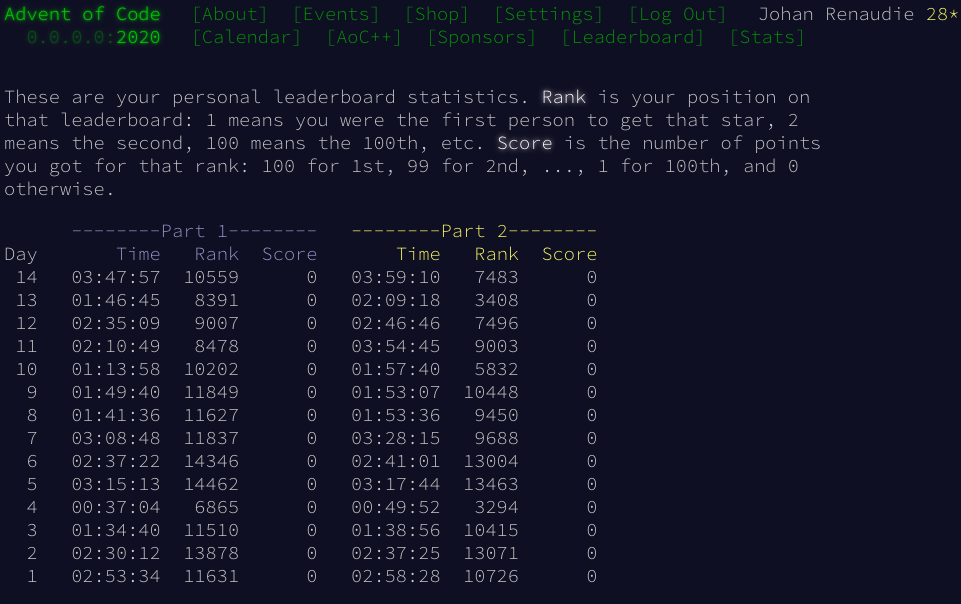 Advent of Code [About] [Events] [Shop] [Settings] [Log Out] Johan Renaudie 28*
0.0.0.0:2020 [Calendar] [AoC++] [Sponsors] [Leaderboard] [Stats]
These are your personal leaderboard statistics. Rank is your position on
that leaderboard: 1 means you were the first person to get that star, 2
means the second, 100 means the 100th, etc. Score is the number of points
you got for that rank: 100 for 1st, 99 for 2nd, ..., 1 for 100th, and 0
otherwise.
--------Part 1-------- --------Part 2--------
Day Time Rank Score Time Rank Score
14 03:47:57 10559 0 03:59:10 7483 0
13 01:46:45 8391 0 02:09:18 3408 0
12 02:35:09 9007 0 02:46:46 7496 0
11 02:10:49 8478 0 03:54:45 9003 0
10 01:13:58 10202 0 01:57:40 5832 0
9 01:49:40 11849 0 01:53:07 10448 0
8 01:41:36 11627 0 01:53:36 9450 0
7 03:08:48 11837 0 03:28:15 9688 0
6 02:37:22 14346 0 02:41:01 13004 0
5 03:15:13 14462 0 03:17:44 13463 0
4 00:37:04 6865 0 00:49:52 3294 0
3 01:34:40 11510 0 01:38:56 10415 0
2 02:30:12 13878 0 02:37:25 13071 0
1 02:53:34 11631 0 02:58:28 10726 0